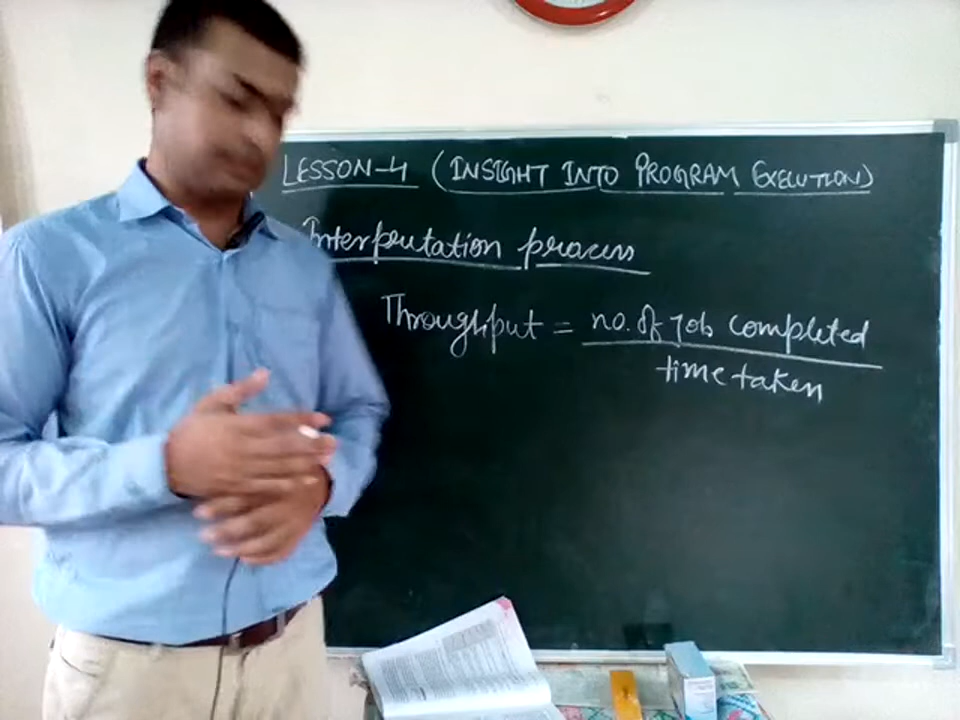 LESSON-4 (INSIGHT INTO PROGRAM EXECUTION)
Interpretation process
Throughput = no. of job completed
time taken